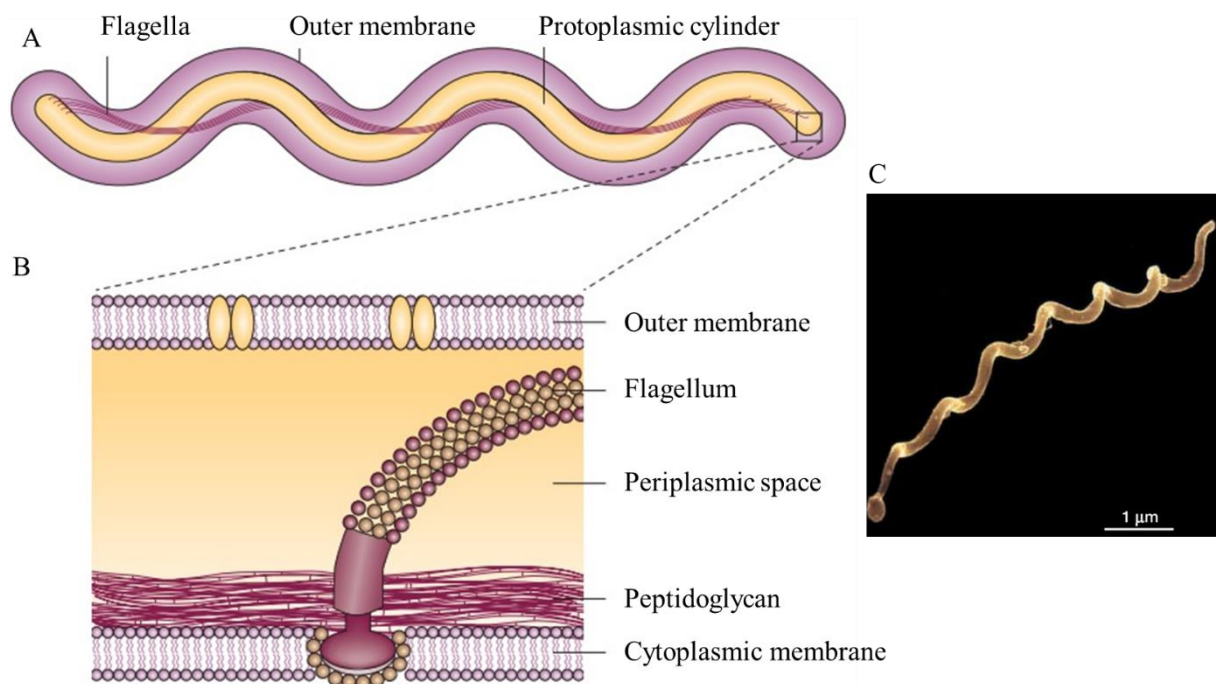 A
Flagella
Outer membrane
Protoplasmic cylinder
C
B
Outer membrane
Flagellum
Periplasmic space
Peptidoglycan
Cytoplasmic membrane
1 μm